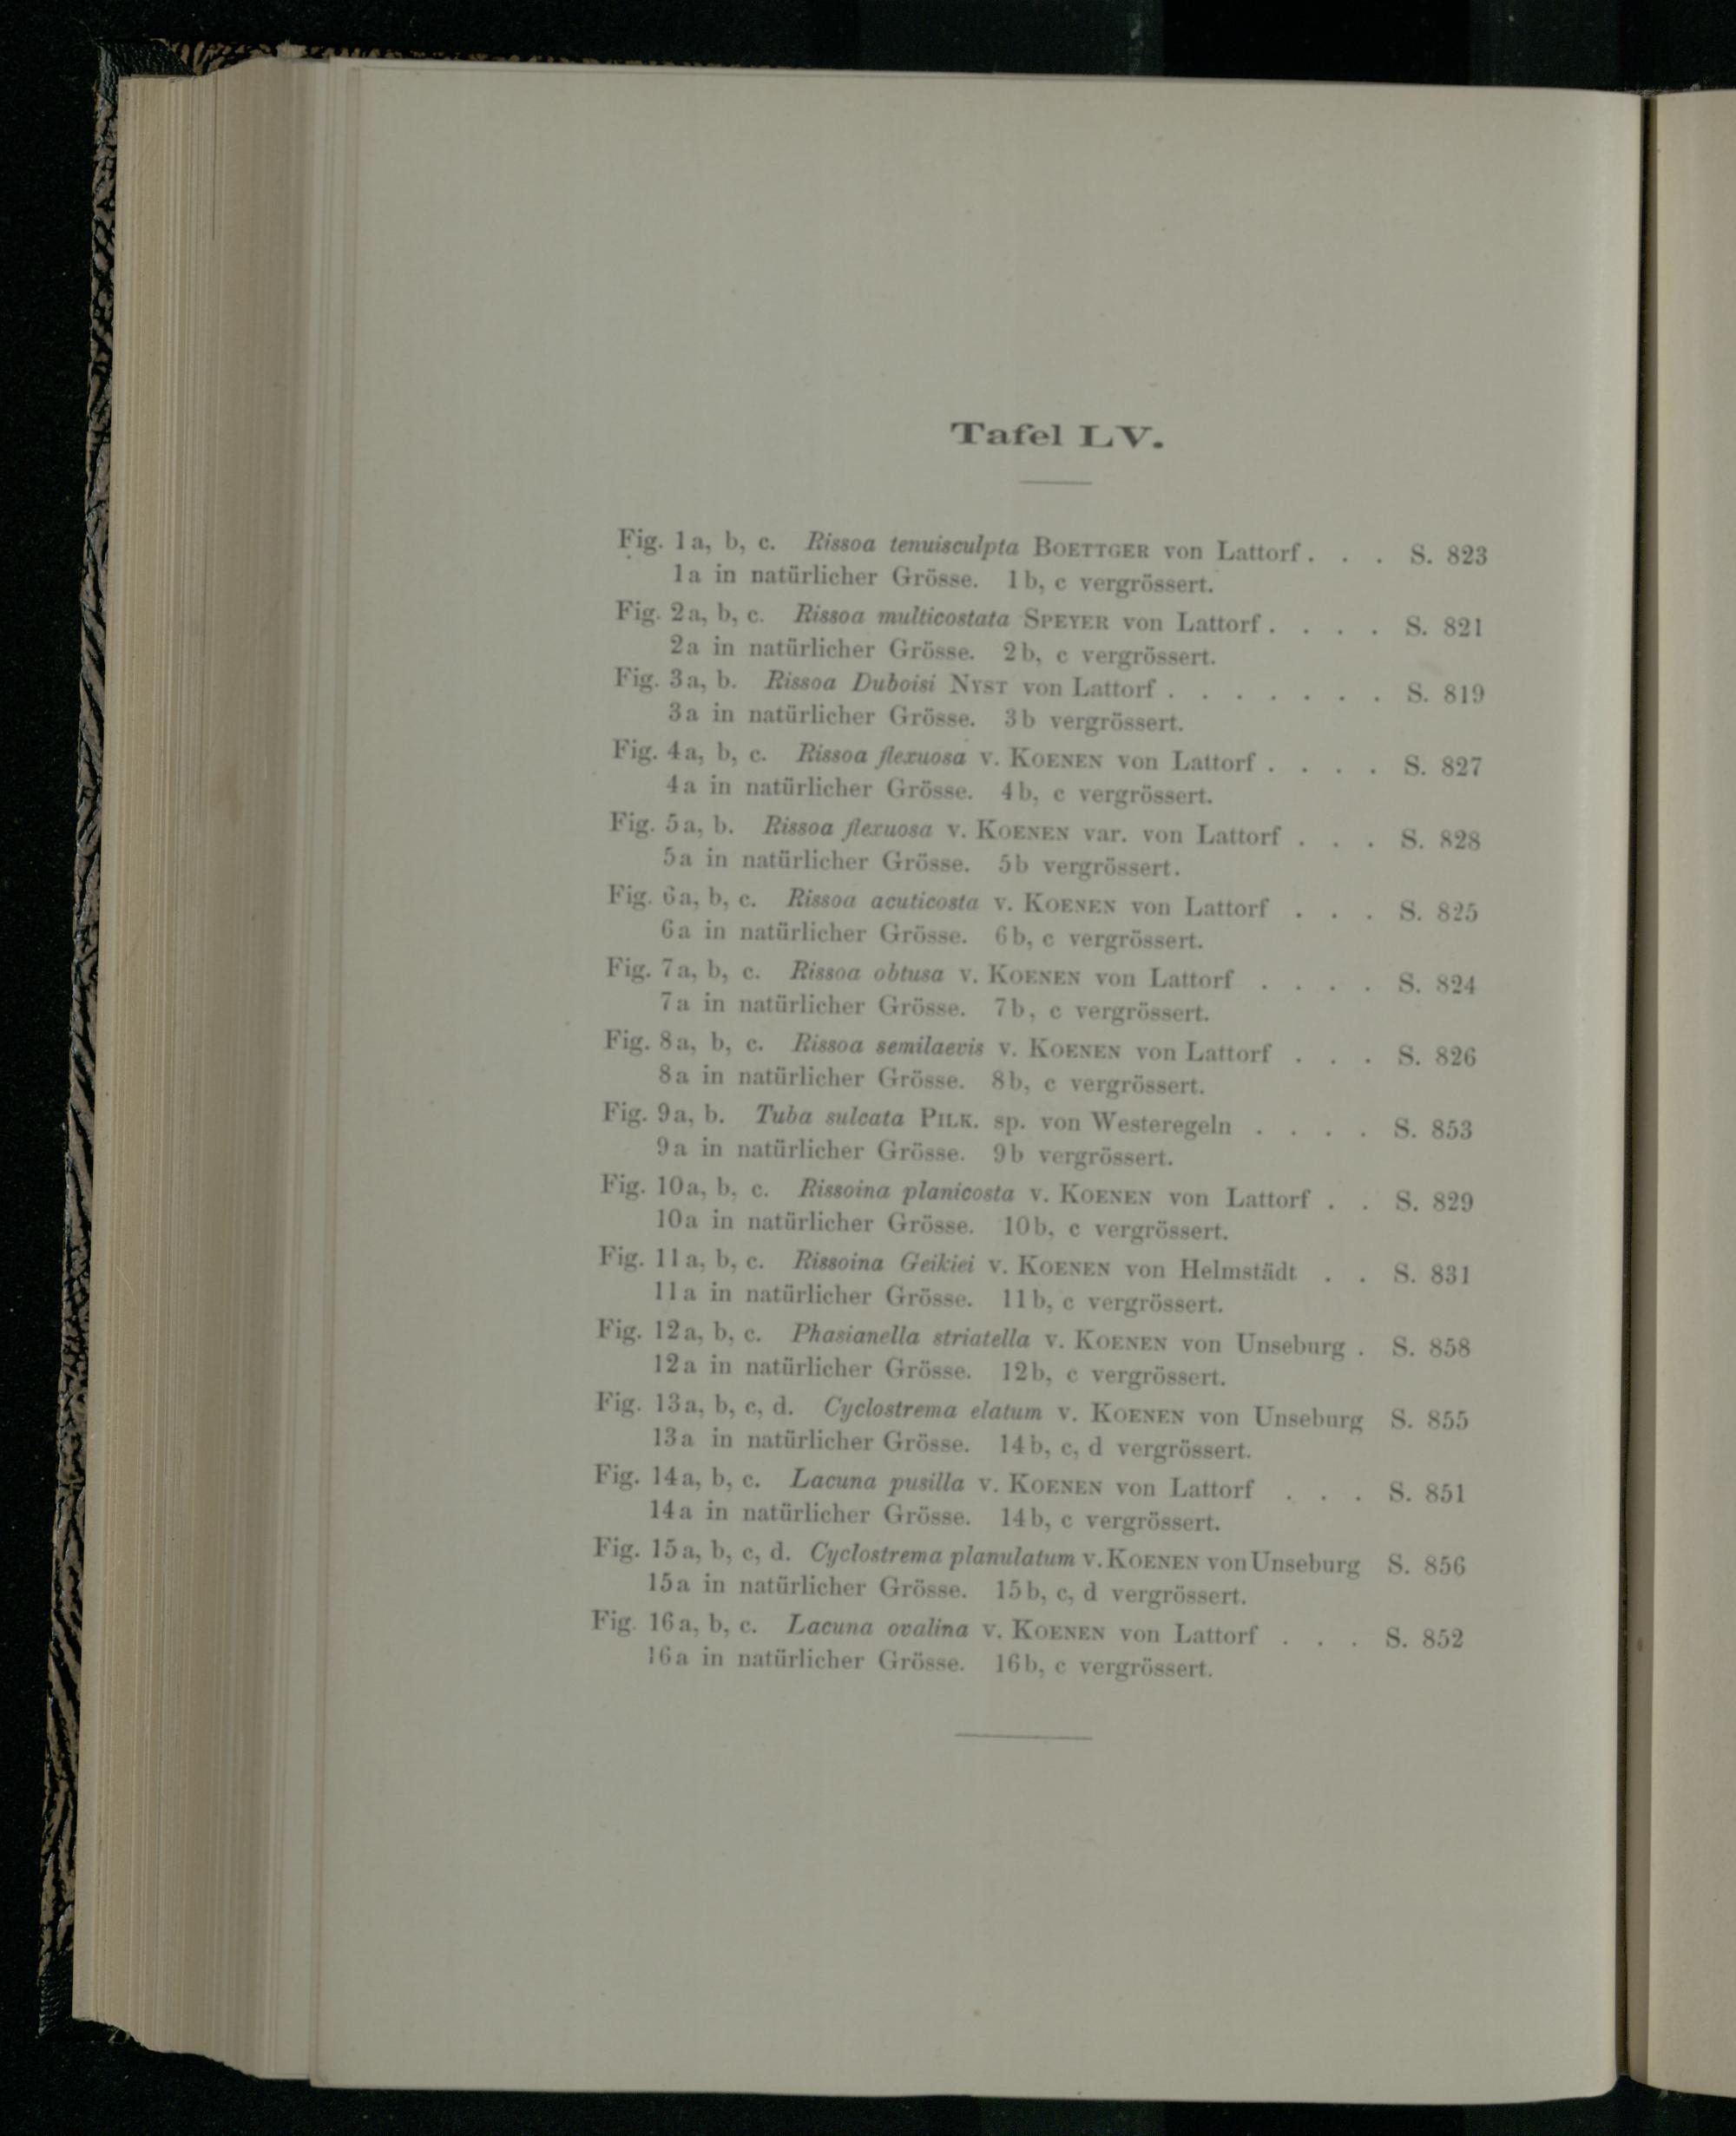 Tafel LV.
Fig. 1a, b, c. Rissoa tenuisculpta BOETTGER von Lattorf . . . S. 823
1a in natürlicher Grösse. 1b, c vergrössert.
Fig. 2a, b, c. Rissoa multicostata SPEYER von Lattorf . . . . S. 821
2a in natürlicher Grösse. 2b, c vergrössert.
Fig. 3a, b. Rissoa Duboisi NYST von Lattorf . . . . . . . S. 819
3a in natürlicher Grösse. 3b vergrössert.
Fig. 4a, b, c. Rissoa flexuosa v. KOENEN von Lattorf . . . . S. 827
4a in natürlicher Grösse. 4b, c vergrössert.
Fig. 5a, b. Rissoa flexuosa v. KOENEN var. von Lattorf . . . S. 828
5a in natürlicher Grösse. 5b vergrössert.
Fig. 6a, b, c. Rissoa acuticosta v. KOENEN von Lattorf . . . S. 825
6a in natürlicher Grösse. 6b, c vergrössert.
Fig. 7a, b, c. Rissoa obtusa v. KOENEN von Lattorf . . . . S. 824
7a in natürlicher Grösse. 7b, c vergrössert.
Fig. 8a, b, c. Rissoa semilaevis v. KOENEN von Lattorf . . . S. 826
8a in natürlicher Grösse. 8b, c vergrössert.
Fig. 9a, b. Tuba sulcata PILK. sp. von Westeregeln . . . . S. 853
9a in natürlicher Grösse. 9b vergrössert.
Fig. 10a, b, c. Rissoina planicosta v. KOENEN von Lattorf . . S. 829
10a in natürlicher Grösse. 10b, c vergrössert.
Fig. 11a, b, c. Rissoina Geikiei v. KOENEN von Helmstädt . . S. 831
11a in natürlicher Grösse. 11b, c vergrössert.
Fig. 12a, b, c. Phasianella striatella v. KOENEN von Unseburg . S. 858
12a in natürlicher Grösse. 12b, c vergrössert.
Fig. 13a, b, c, d. Cyclostrema elatum v. KOENEN von Unseburg S. 855
13a in natürlicher Grösse. 14b, c, d vergrössert.
Fig. 14a, b, c. Lacuna pusilla v. KOENEN von Lattorf . . . S. 851
14a in natürlicher Grösse. 14b, c vergrössert.
Fig. 15a, b, c, d. Cyclostrema planulatum v. KOENEN von Unseburg S. 856
15a in natürlicher Grösse. 15b, c, d vergrössert.
Fig. 16a, b, c. Lacuna ovalina v. KOENEN von Lattorf . . . S. 852
16a in natürlicher Grösse. 16b, c vergrössert.